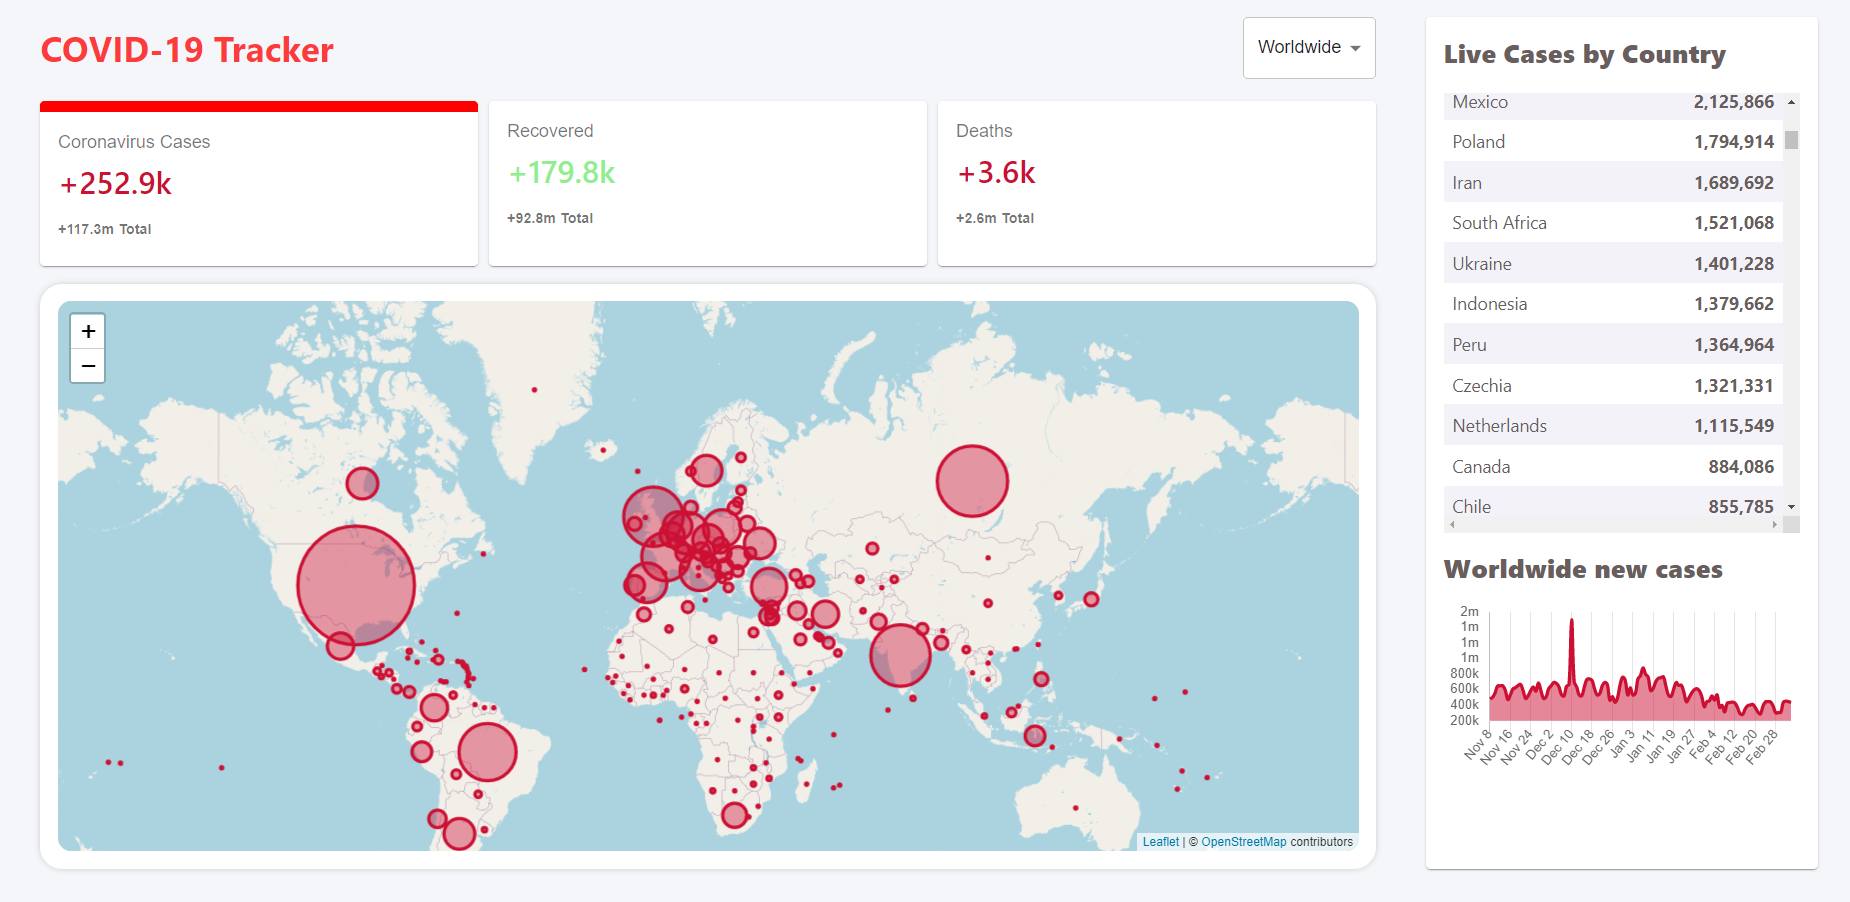 COVID-19 Tracker
Worldwide
Coronavirus Cases
+252.9k
+117.3m Total
Recovered
+179.8k
+92.8m Total
Deaths
+3.6k
+2.6m Total
+
−
Leaflet | © OpenStreetMap contributors
Live Cases by Country
Mexico 2,125,866
Poland 1,794,914
Iran 1,689,692
South Africa 1,521,068
Ukraine 1,401,228
Indonesia 1,379,662
Peru 1,364,964
Czechia 1,321,331
Netherlands 1,115,549
Canada 884,086
Chile 855,785
Worldwide new cases
2m
1m
1m
1m
800k
600k
400k
200k
Nov 8
Nov 16
Nov 24
Dec 2
Dec 10
Dec 18
Dec 26
Jan 3
Jan 11
Jan 19
Jan 27
Feb 4
Feb 12
Feb 20
Feb 28